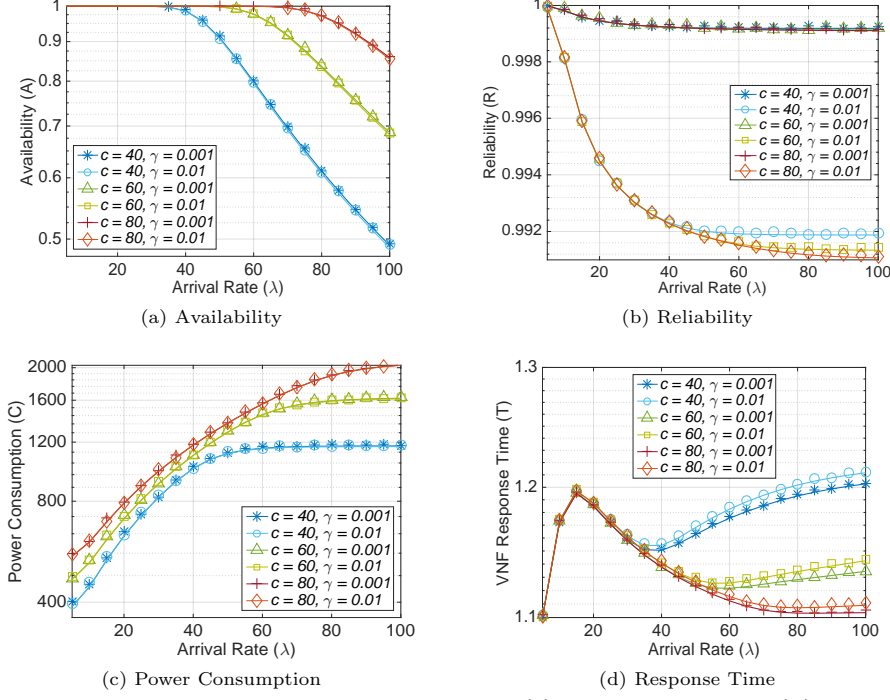 1
0.9
0.8
0.7
0.6
0.5
Availability (A)
c = 40, γ = 0.001
c = 40, γ = 0.01
c = 60, γ = 0.001
c = 60, γ = 0.01
c = 80, γ = 0.001
c = 80, γ = 0.01
20 40 60 80 100
Arrival Rate (λ)
(a) Availability
1
0.998
0.996
0.994
0.992
Reliability (R)
c = 40, γ = 0.001
c = 40, γ = 0.01
c = 60, γ = 0.001
c = 60, γ = 0.01
c = 80, γ = 0.001
c = 80, γ = 0.01
20 40 60 80 100
Arrival Rate (λ)
(b) Reliability
2000
1600
1200
800
400
Power Consumption (C)
c = 40, γ = 0.001
c = 40, γ = 0.01
c = 60, γ = 0.001
c = 60, γ = 0.01
c = 80, γ = 0.001
c = 80, γ = 0.01
20 40 60 80 100
Arrival Rate (λ)
(c) Power Consumption
1.3
1.2
1.1
VNF Response Time (T)
c = 40, γ = 0.001
c = 40, γ = 0.01
c = 60, γ = 0.001
c = 60, γ = 0.01
c = 80, γ = 0.001
c = 80, γ = 0.01
20 40 60 80 100
Arrival Rate (λ)
(d) Response Time